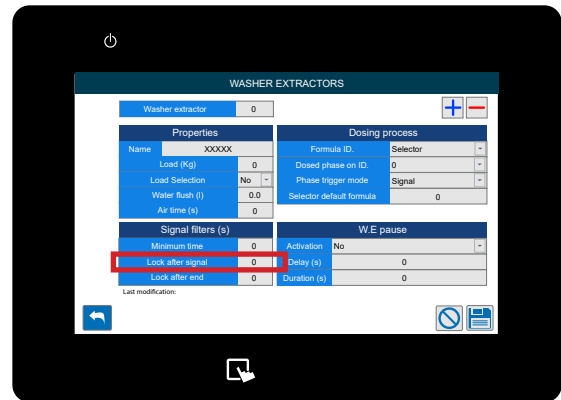 WASHER EXTRACTORS
Washer extractor 0
Properties
Name XXXXX
Load (Kg) 0
Load Selection No
Water flush (l) 0.0
Air time (s) 0
Dosing process
Formula ID. Selector
Dosed phase on ID. 0
Phase trigger mode Signal
Selector default formula 0
Signal filters (s)
Minimum time 0
Lock after signal 0
Lock after end 0
W.E pause
Activation No
Delay (s) 0
Duration (s) 0
Last modification: